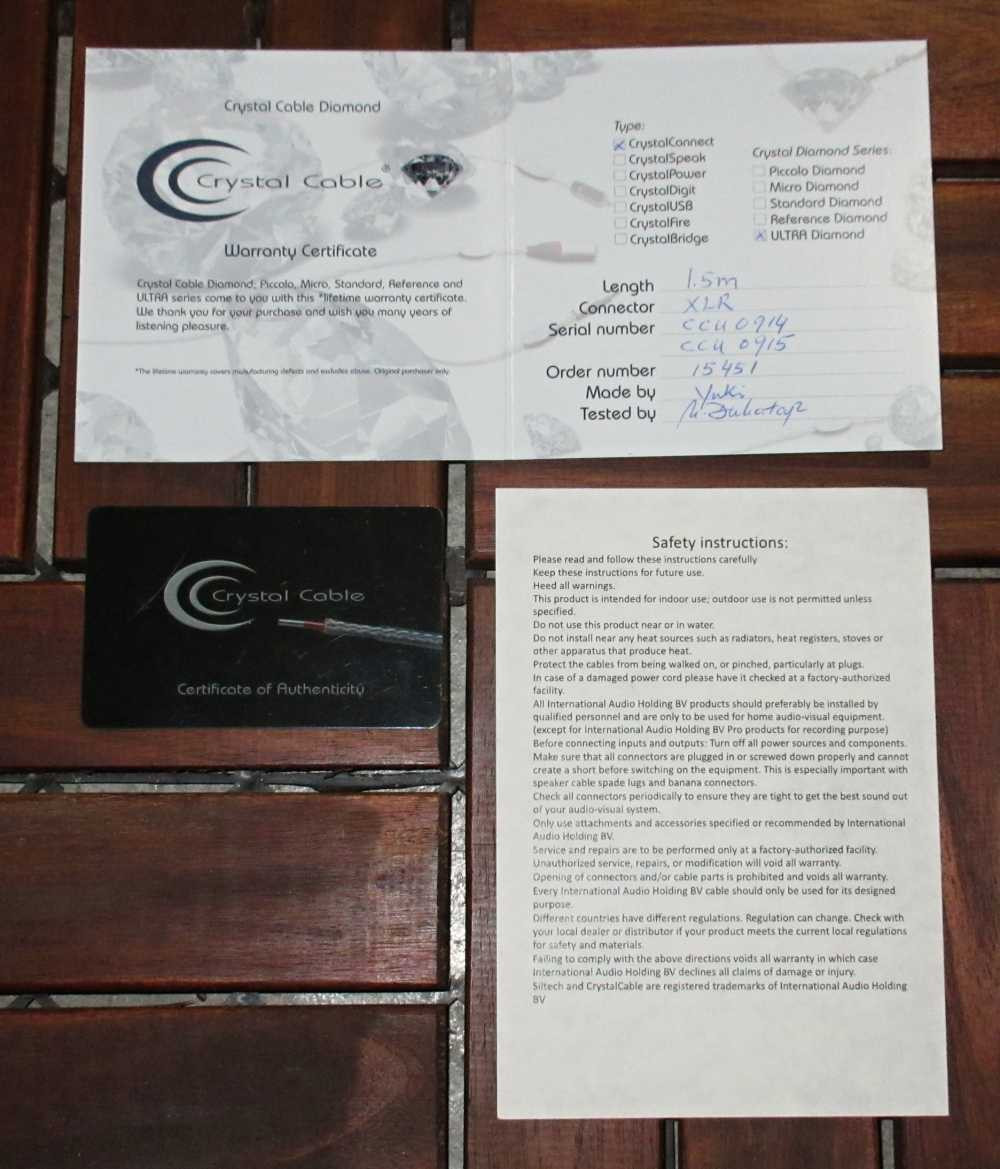 Crystal Cable Diamond
Crystal Cable®
Warranty Certificate
Crystal Cable Diamond; Piccolo, Micro, Standard, Reference and
ULTRA series come to you with this *lifetime warranty certificate.
We thank you for your purchase and wish you many years of
listening pleasure.
*The lifetime warranty covers manufacturing defects and excludes abuse. Original purchaser only.
Type:
CrystalConnect
CrystalSpeak
CrystalPower
CrystalDigit
CrystalUSB
CrystalFire
CrystalBridge
Crystal Diamond Series:
Piccolo Diamond
Micro Diamond
Standard Diamond
Reference Diamond
ULTRA Diamond
Length 1.5m
Connector XLR
Serial number CCU 0914
CCU 0915
Order number 15451
Made by Yuki
Tested by
Crystal Cable
Certificate of Authenticity
Safety instructions:
Please read and follow these instructions carefully
Keep these instructions for future use.
Heed all warnings.
This product is intended for indoor use; outdoor use is not permitted unless
specified.
Do not use this product near or in water.
Do not install near any heat sources such as radiators, heat registers, stoves or
other apparatus that produce heat.
Protect the cables from being walked on, or pinched, particularly at plugs.
In case of a damaged power cord please have it checked at a factory-authorized
facility.
All International Audio Holding BV products should preferably be installed by
qualified personnel and are only to be used for home audio-visual equipment.
(except for International Audio Holding BV Pro products for recording purpose)
Before connecting inputs and outputs: Turn off all power sources and components.
Make sure that all connectors are plugged in or screwed down properly and cannot
create a short before switching on the equipment. This is especially important with
speaker cable spade lugs and banana connectors.
Check all connectors periodically to ensure they are tight to get the best sound out
of your audio-visual system.
Only use attachments and accessories specified or recommended by International
Audio Holding BV.
Service and repairs are to be performed only at a factory-authorized facility.
Unauthorized service, repairs, or modification will void all warranty.
Opening of connectors and/or cable parts is prohibited and voids all warranty.
Every International Audio Holding BV cable should only be used for its designed
purpose.
Different countries have different regulations. Regulation can change. Check with
your local dealer or distributor if your product meets the current local regulations
for safety and materials.
Failing to comply with the above directions voids all warranty in which case
International Audio Holding BV declines all claims of damage or injury.
Siltech and CrystalCable are registered trademarks of International Audio Holding
BV